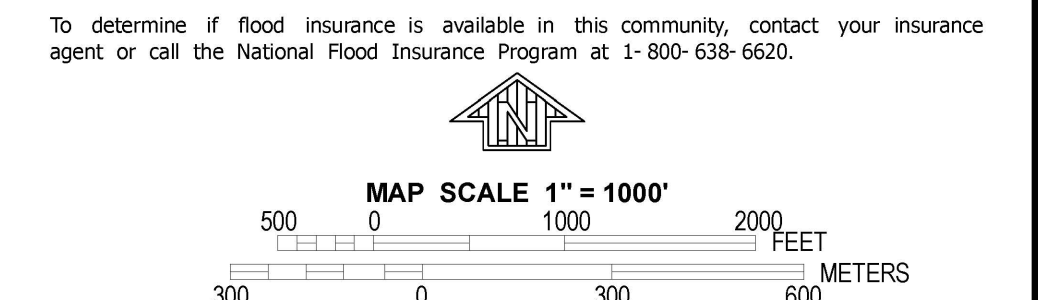 To determine if flood insurance is available in this community, contact your insurance
agent or call the National Flood Insurance Program at 1- 800- 638- 6620.
N
MAP SCALE 1" = 1000'
500 0 1000 2000
FEET
METERS
300 0 300 600